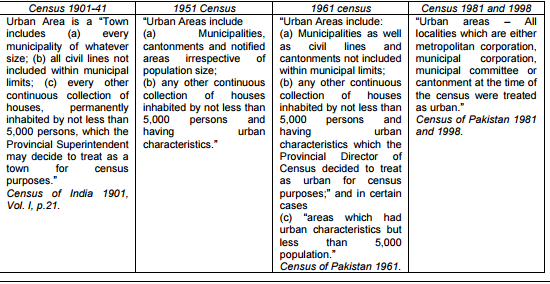 Census 1901-41
Urban Area is a “Town
includes (a) every
municipality of whatever
size; (b) all civil lines not
included within municipal
limits; (c) every other
continuous collection of
houses, permanently
inhabited by not less than
5,000 persons, which the
Provincial Superintendent
may decide to treat as a
town for census
purposes.”
Census of India 1901,
Vol. I, p.21.
1951 Census
“Urban Areas include
(a) Municipalities,
cantonments and notified
areas irrespective of
population size;
(b) any other continuous
collection of houses
inhabited by not less than
5,000 persons and
having urban
characteristics.”
1961 census
“Urban Areas include:
(a) Municipalities as well
as civil lines and
cantonments not included
within municipal limits;
(b) any other continuous
collection of houses
inhabited by not less than
5,000 persons and
having urban
characteristics which the
Provincial Director of
Census decided to treat
as urban for census
purposes;” and in certain
cases
(c) “areas which had
urban characteristics but
less than 5,000
population.”
Census of Pakistan 1961.
Census 1981 and 1998
“Urban areas – All
localities which are either
metropolitan corporation,
municipal corporation,
municipal committee or
cantonment at the time of
the census were treated
as urban.”
Census of Pakistan 1981
and 1998.